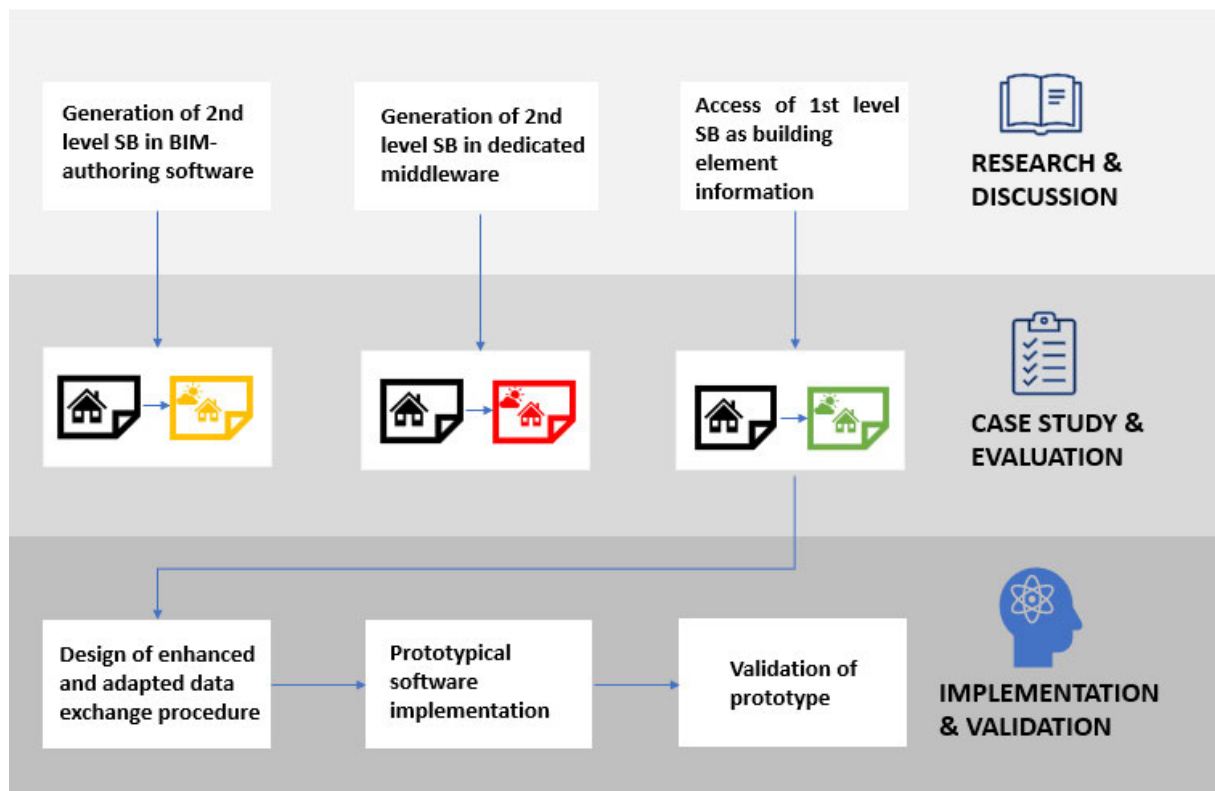 Generation of 2nd
level SB in BIM-
authoring software
Generation of 2nd
level SB in dedicated
middleware
Access of 1st level
SB as building
element
information
RESEARCH &
DISCUSSION
CASE STUDY &
EVALUATION
Design of enhanced
and adapted data
exchange procedure
Prototypical
software
implementation
Validation of
prototype
IMPLEMENTATION
& VALIDATION